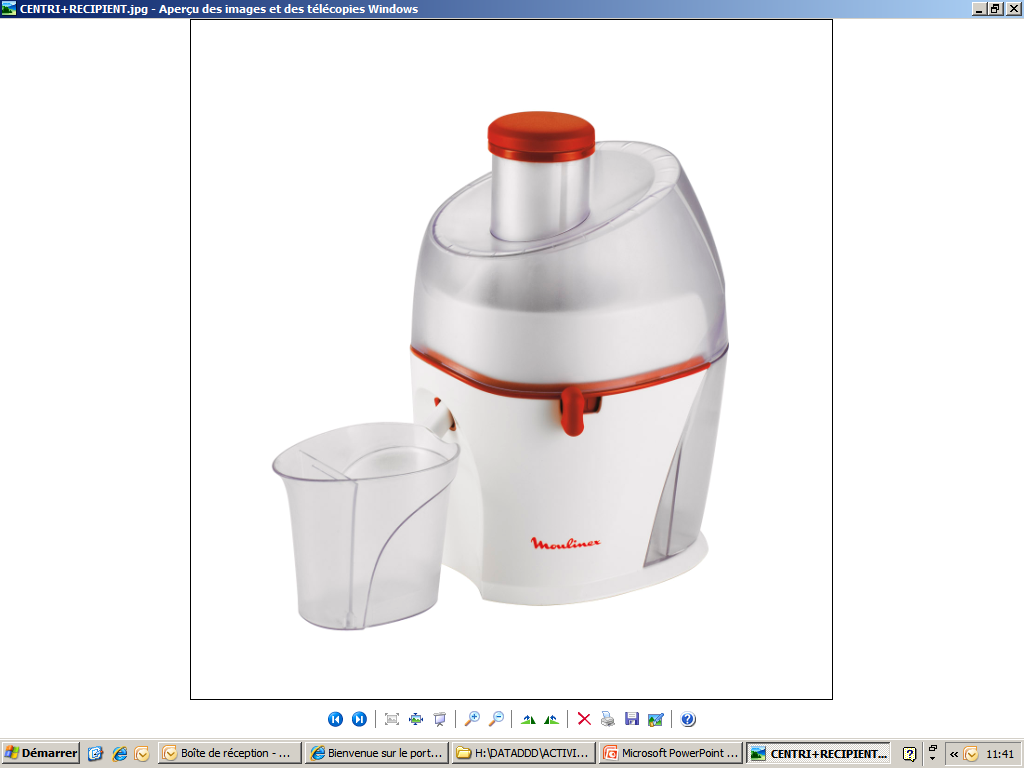 CENTRI+RECIPIENT.jpg - Aperçu des images et des télécopies Windows
Moulinex
Démarrer
Boîte de réception - ...
Bienvenue sur le port...
H:\DATADDD\ACTIVI...
Microsoft PowerPoint ...
CENTRI+RECIPIENT...
11:41